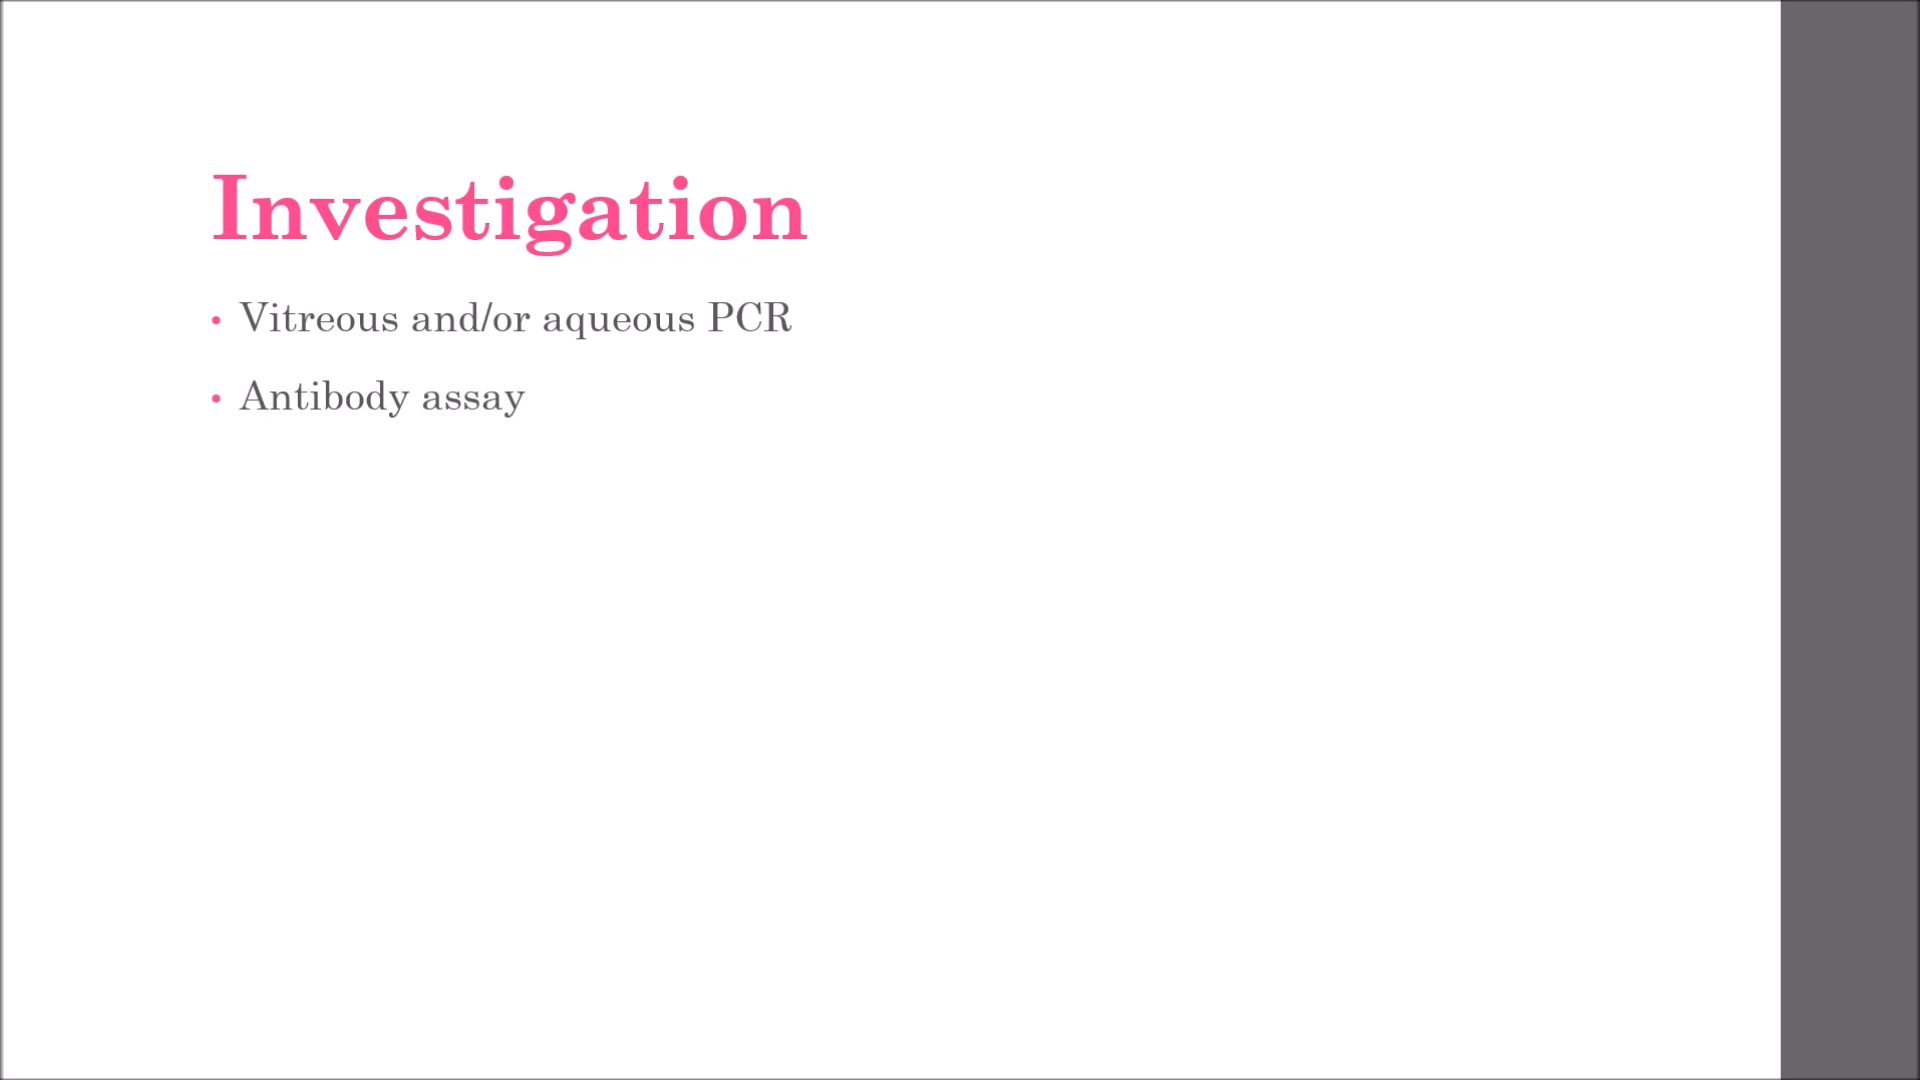 Investigation
• Vitreous and/or aqueous PCR
• Antibody assay